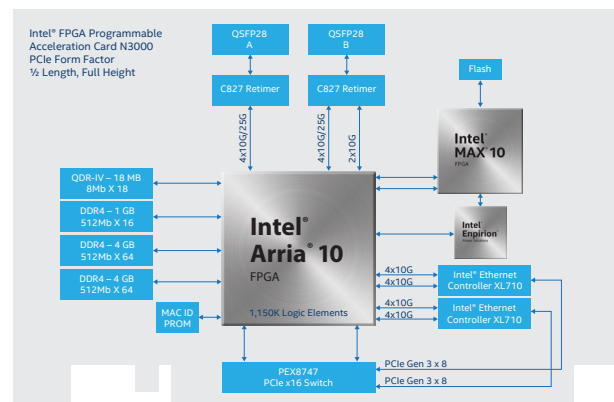 Intel® FPGA Programmable
Acceleration Card N3000
PCIe Form Factor
½ Length, Full Height
QSFP28
A
QSFP28
B
C827 Retimer
C827 Retimer
Flash
4x10G/25G
4x10G/25G
2x10G
Intel®
MAX® 10
FPGA
QDR-IV – 18 MB
8Mb X 18
DDR4 – 1 GB
512Mb X 16
DDR4 – 4 GB
512Mb X 64
DDR4 – 4 GB
512Mb X 64
MAC ID
PROM
Intel®
Arria® 10
FPGA
1,150K Logic Elements
Intel®
Enpirion®
4x10G
4x10G
Intel® Ethernet
Controller XL710
4x10G
4x10G
Intel® Ethernet
Controller XL710
PEX8747
PCIe x16 Switch
PCIe Gen 3 x 8
PCIe Gen 3 x 8